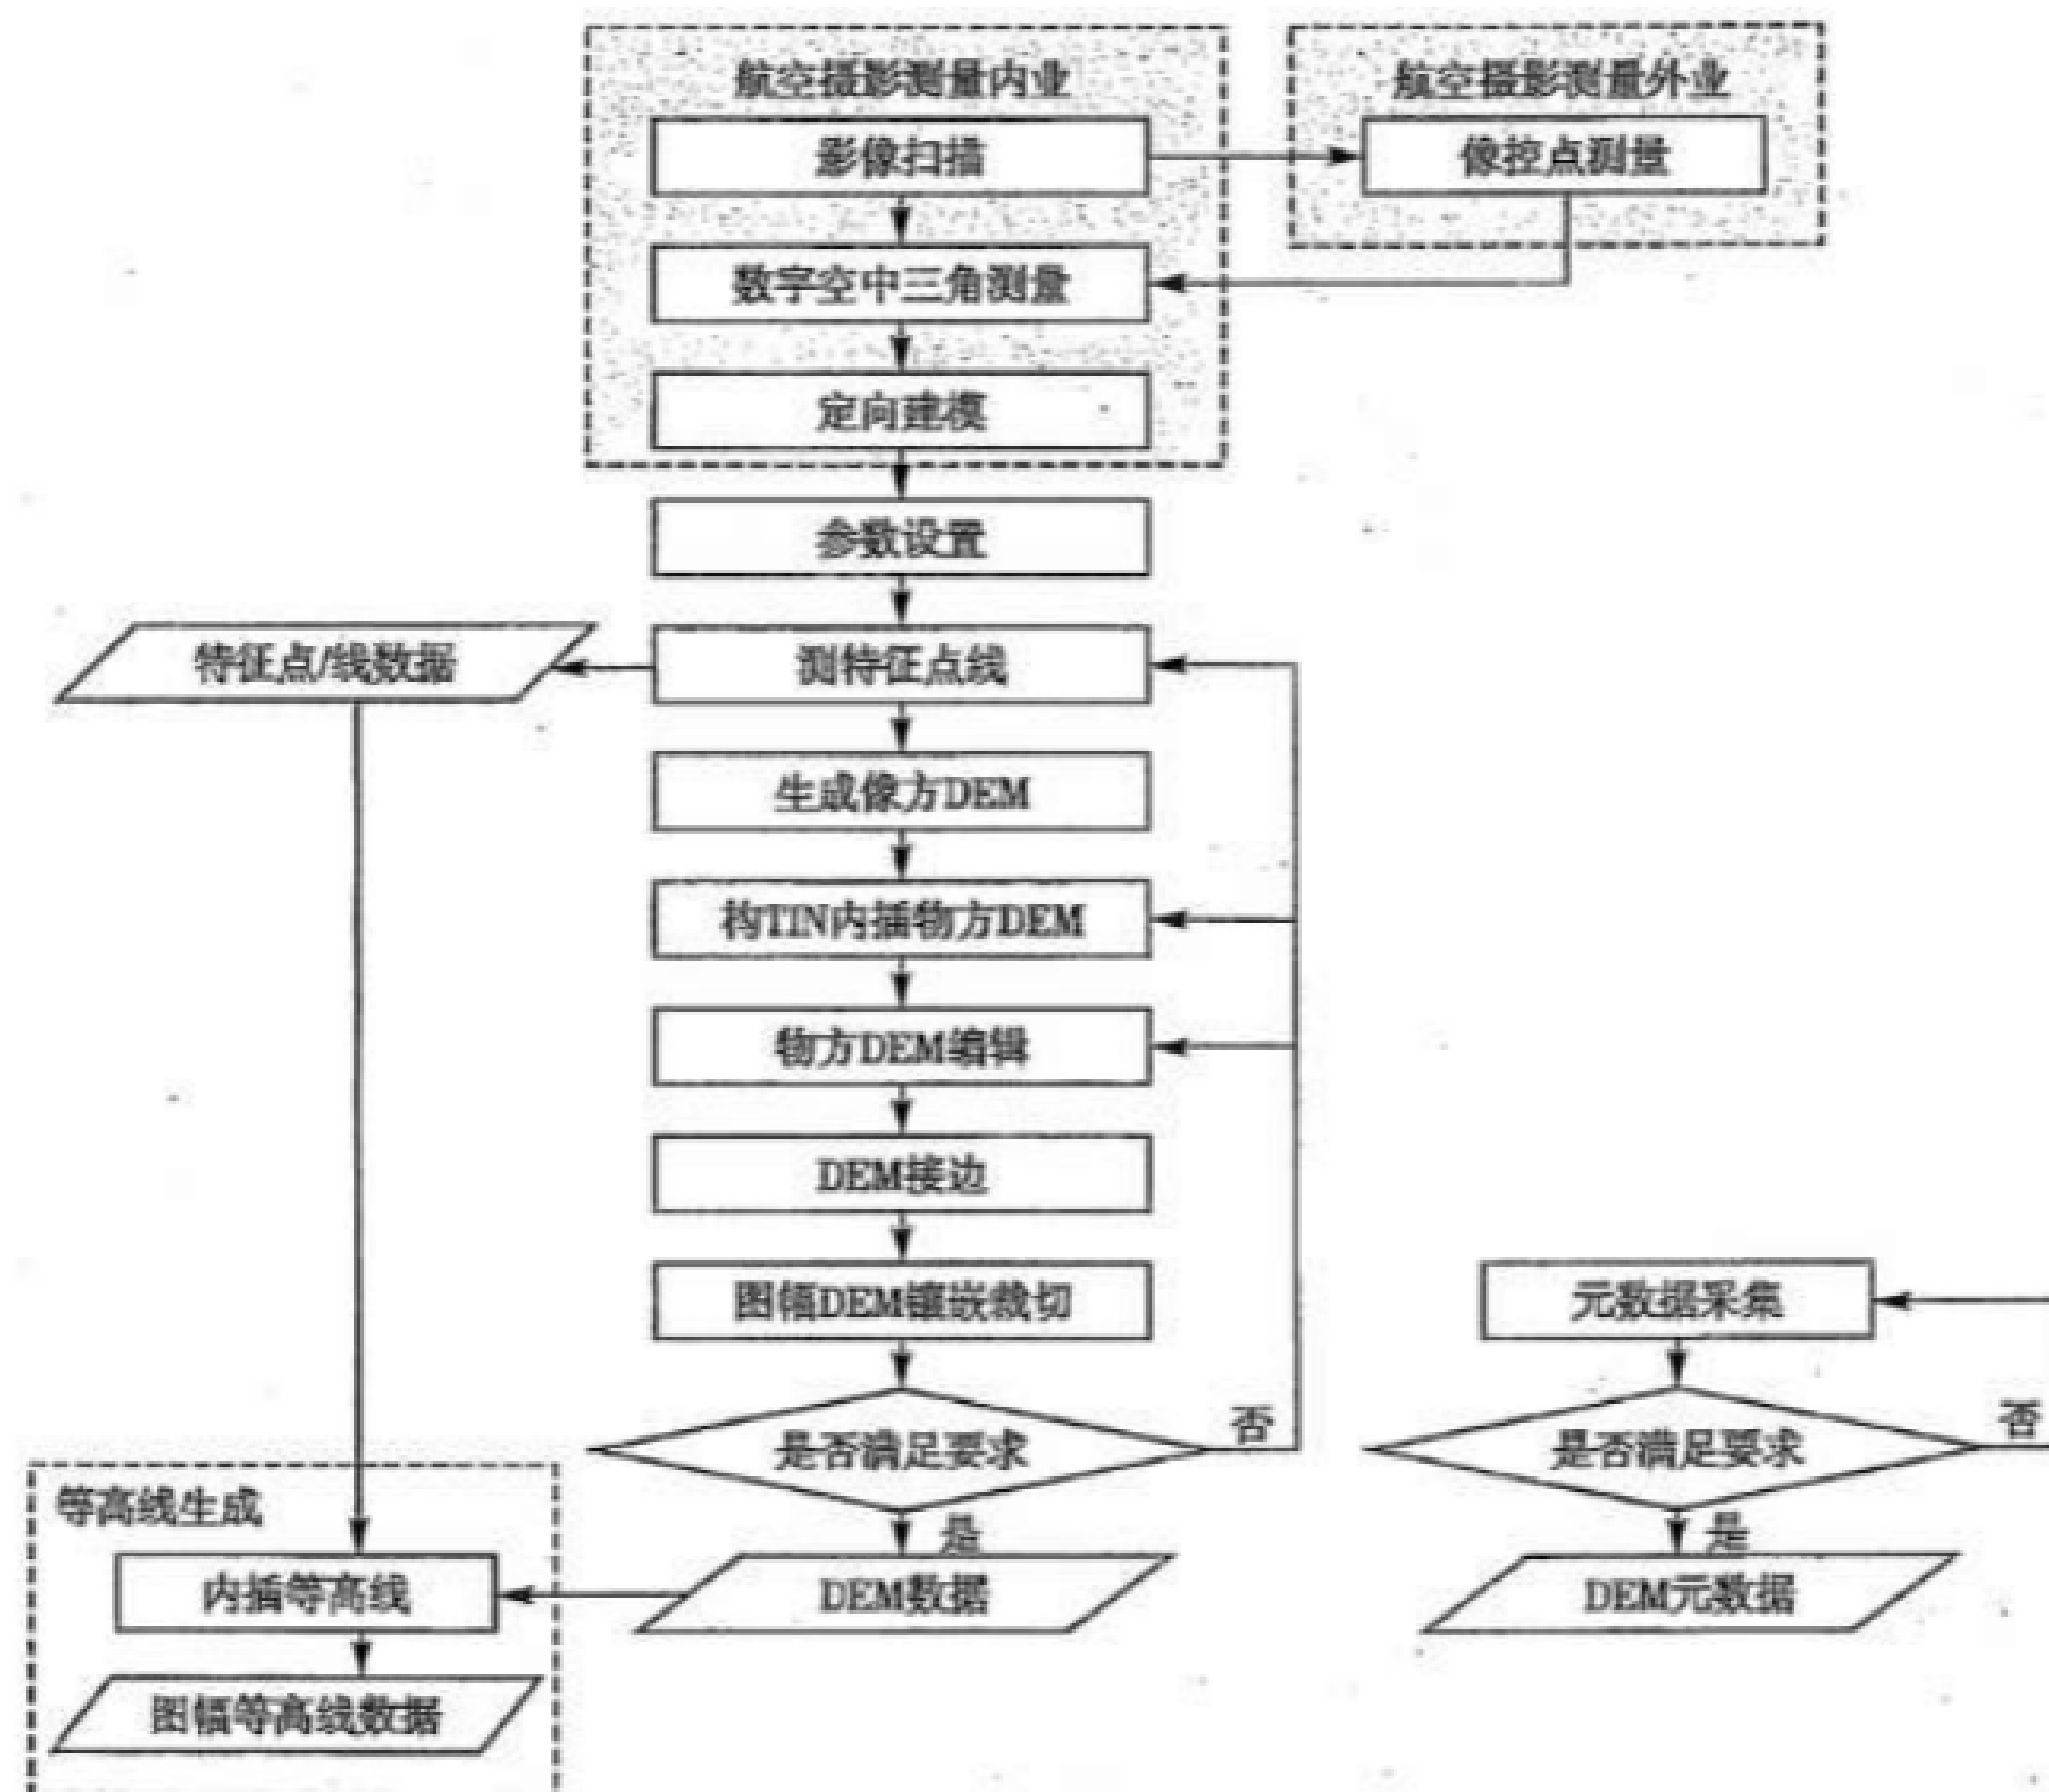 航空摄影测量内业
航空摄影测量外业
影像扫描
像控点测量
数字空中三角测量
定向建模
参数设置
特征点/线数据
测特征点线
生成像方DEM
构TIN内插物方DEM
物方DEM编辑
DEM接边
图幅DEM镶嵌裁切
元数据采集
是否满足要求
否
是否满足要求
否
等高线生成
是
是
内插等高线
DEM数据
DEM元数据
图幅等高线数据